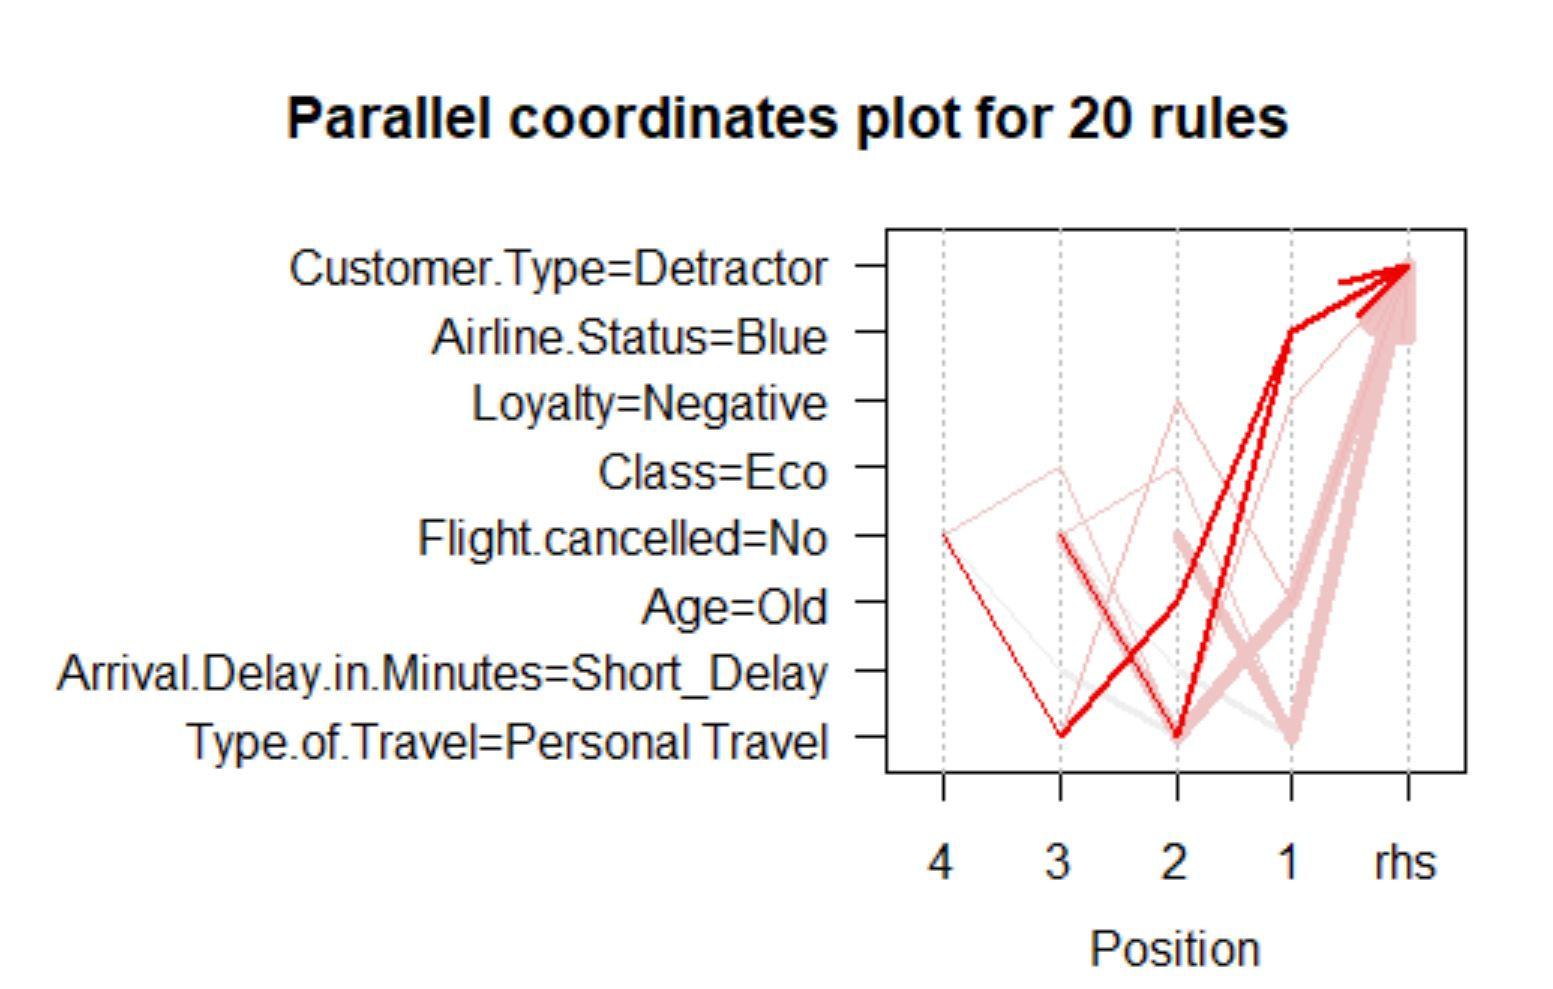 Parallel coordinates plot for 20 rules
Customer.Type=Detractor
Airline.Status=Blue
Loyalty=Negative
Class=Eco
Flight.cancelled=No
Age=Old
Arrival.Delay.in.Minutes=Short_Delay
Type.of.Travel=Personal Travel
4 3 2 1 rhs
Position